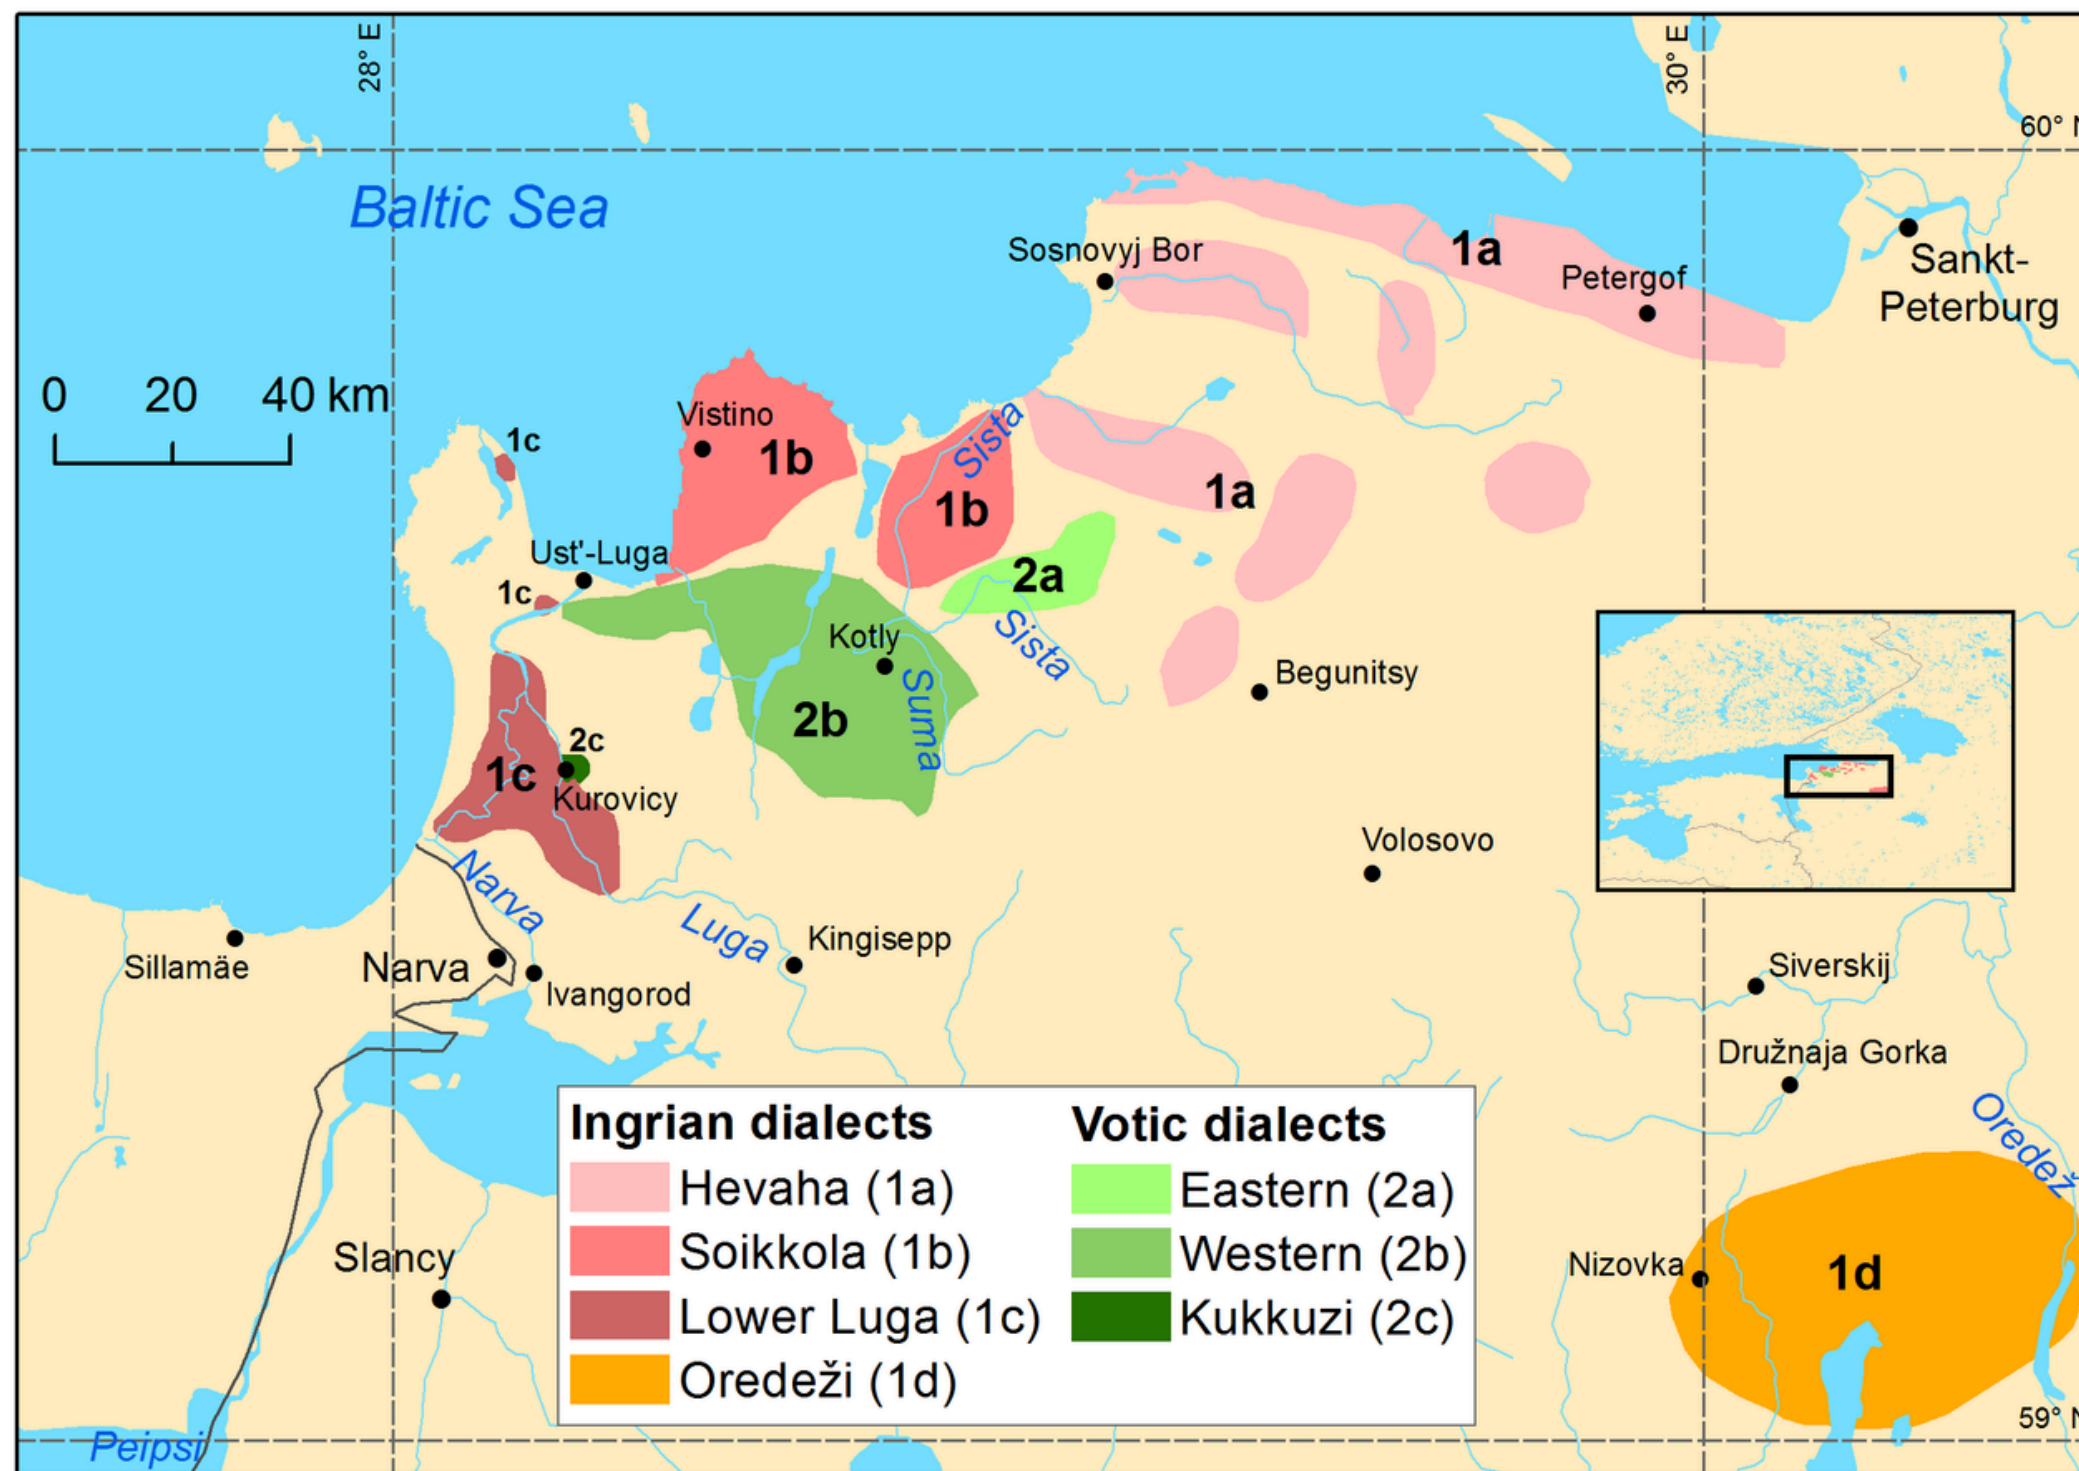 28° E
30° E
60° N
Baltic Sea
Sosnovyj Bor
1a
Petergof
Sankt-
Peterburg
0 20 40 km
Vistino
1b
Sista
1b
1c
1a
Ust'-Luga
1c
2a
Kotly
Sista
Suma
Begunitsy
2b
2c
1c
Kurovicy
Volosovo
Narva
Luga
Kingisepp
Sillamäe
Narva
Ivangorod
Siverskij
Družnaja Gorka
Oredež
Slancy
Nizovka
1d
59° N
Peipsi
Ingrian dialects
Hevaha (1a)
Soikkola (1b)
Lower Luga (1c)
Oredeži (1d)
Votic dialects
Eastern (2a)
Western (2b)
Kukkuzi (2c)